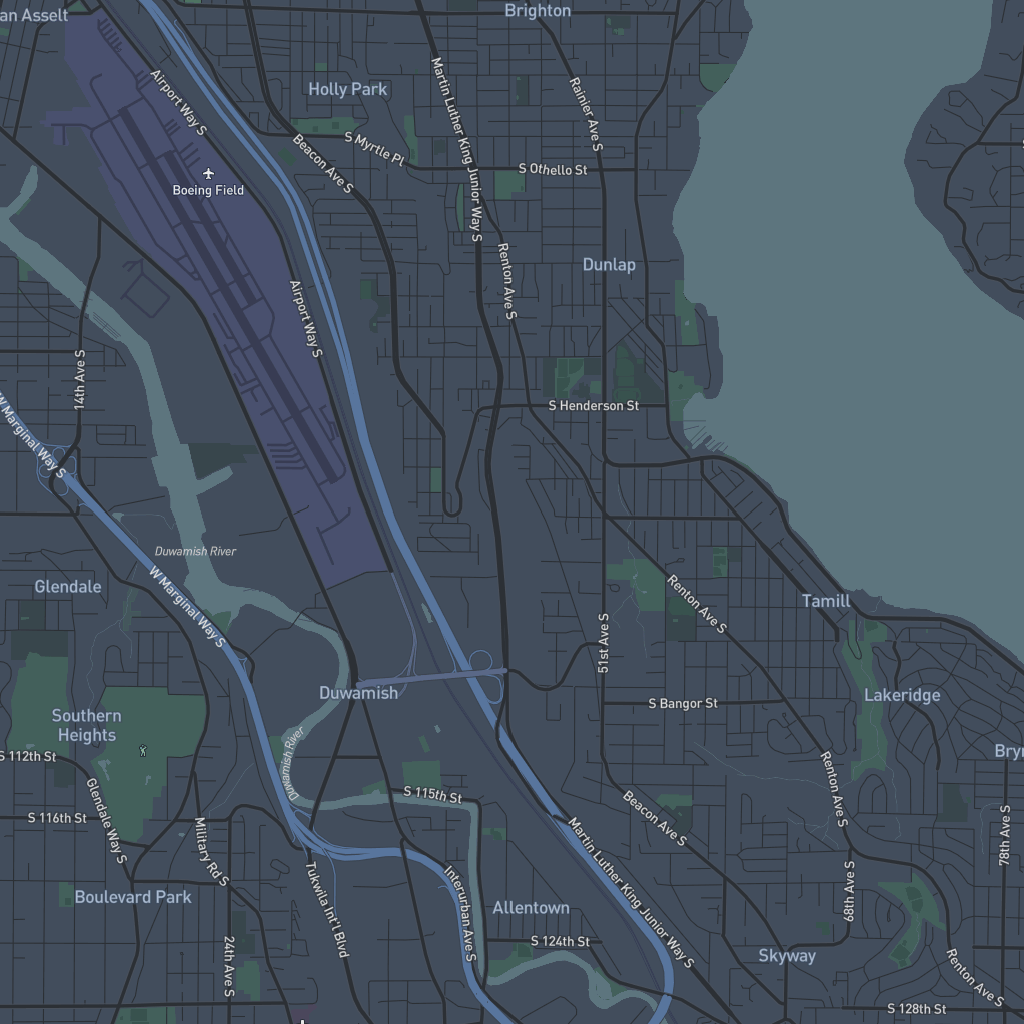 an Asselt
Brighton
Holly Park
Airport Way S
Martin Luther King Junior Way S
Rainier Ave S
S Myrtle Pl
Beacon Ave S
S Othello St
Boeing Field
Renton Ave S
Dunlap
Airport Way S
14th Ave S
S Henderson St
W Marginal Way S
Duwamish River
Glendale
W Marginal Way S
Renton Ave S
Tamill
51st Ave S
Duwamish
S Bangor St
Lakeridge
Southern
Heights
S 112th St
Duwamish River
Bryn
Renton Ave S
S 115th St
Glendale Way S
S 116th St
Military Rd S
Beacon Ave S
Martin Luther King Junior Way S
78th Ave S
Tukwila Int'l Blvd
Interurban Ave S
68th Ave S
Boulevard Park
Allentown
24th Ave S
S 124th St
Skyway
Renton Ave S
S 128th St